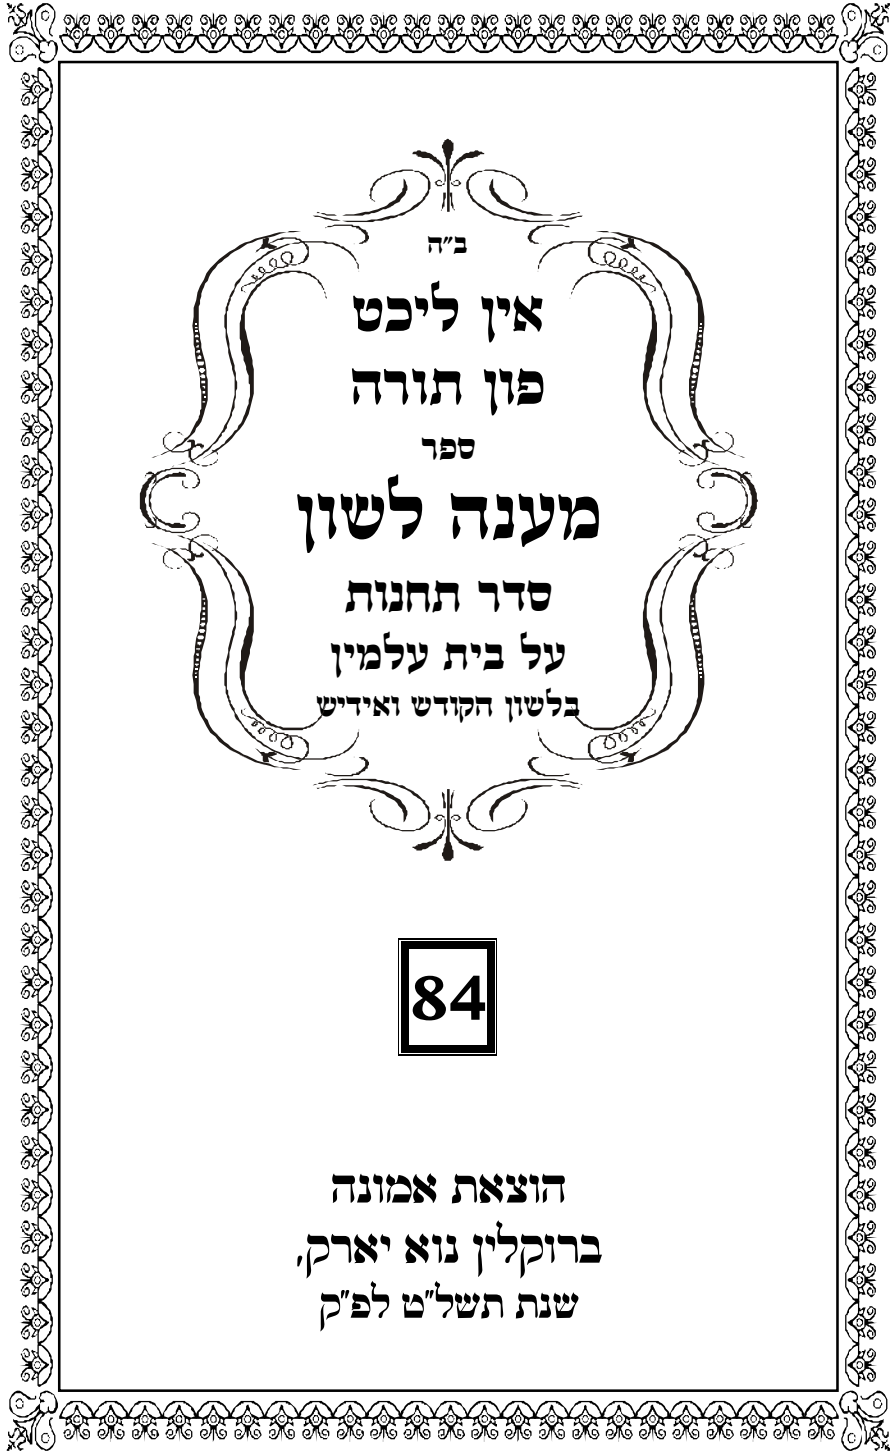 ב״ה
אין ליכט
פון תורה
ספר
מענה לשון
סדר תחנות
על בית עלמין
בלשון הקודש ואידיש
84
הוצאת אמונה
ברוקלין נוא יארק,
שנת תשל״ט לפ״ק